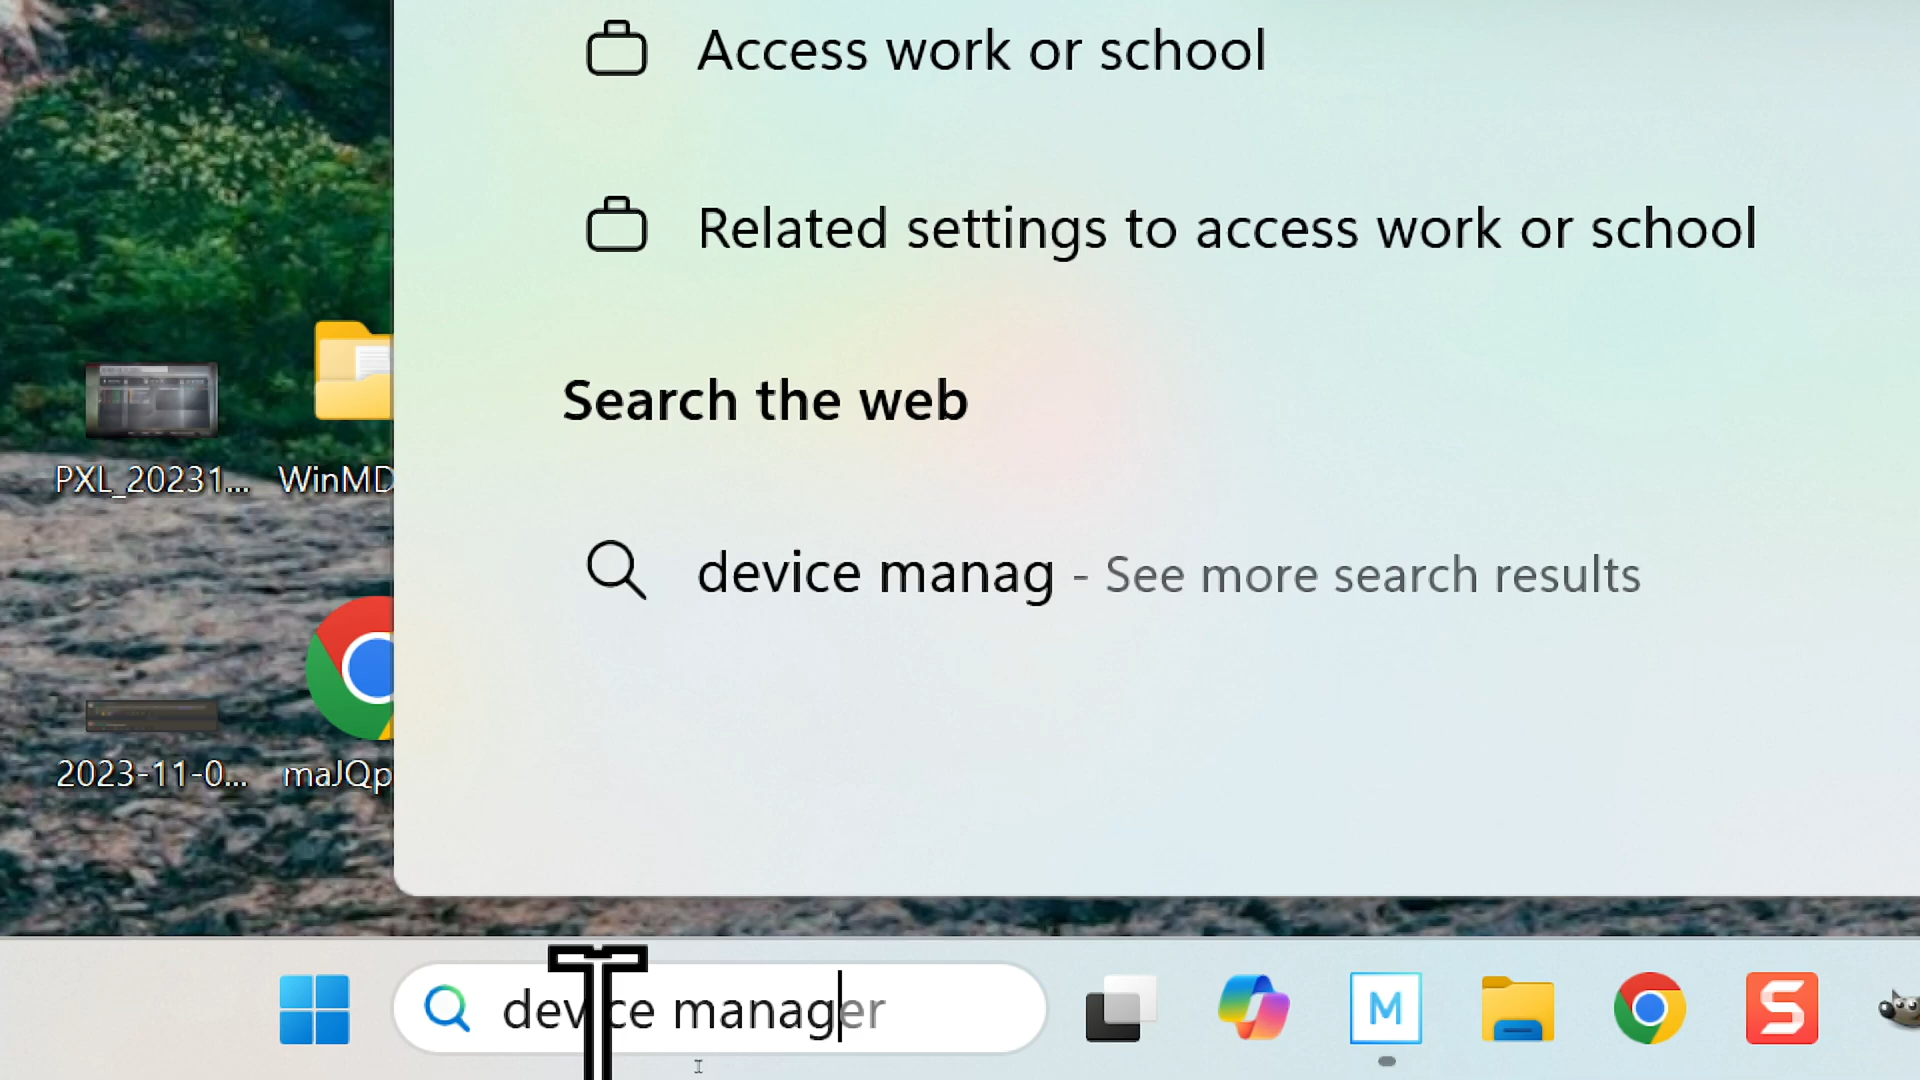 Access work or school
Related settings to access work or school
Search the web
PXL_20231...
WinMD
device manag - See more search results
2023-11-0...
maJQp
device manager
M
S